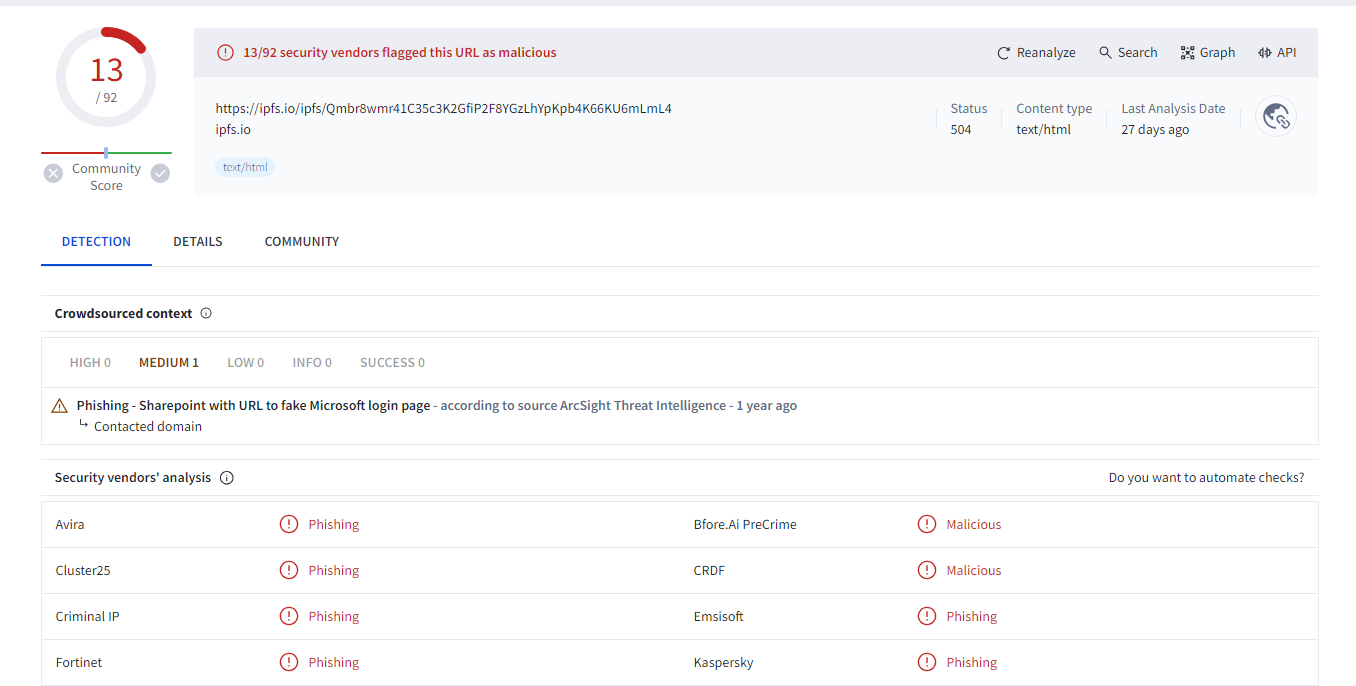 13
/ 92
Community
Score
13/92 security vendors flagged this URL as malicious
Reanalyze Search Graph API
https://ipfs.io/ipfs/Qmbr8wmr41C35c3K2GfiP2F8YGzLhYpKpb4K66KU6mLmL4
ipfs.io
text/html
Status
504
Content type
text/html
Last Analysis Date
27 days ago
DETECTION DETAILS COMMUNITY
Crowdsourced context
HIGH 0 MEDIUM 1 LOW 0 INFO 0 SUCCESS 0
Phishing - Sharepoint with URL to fake Microsoft login page - according to source ArcSight Threat Intelligence - 1 year ago
Contacted domain
Security vendors' analysis Do you want to automate checks?
Avira Phishing Bfore.Ai PreCrime Malicious
Cluster25 Phishing CRDF Malicious
Criminal IP Phishing Emsisoft Phishing
Fortinet Phishing Kaspersky Phishing